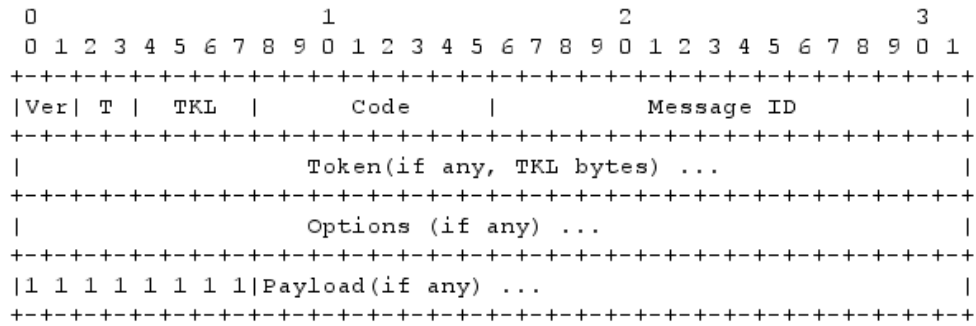 0                   1                   2                   3
 0 1 2 3 4 5 6 7 8 9 0 1 2 3 4 5 6 7 8 9 0 1 2 3 4 5 6 7 8 9 0 1
+-+-+-+-+-+-+-+-+-+-+-+-+-+-+-+-+-+-+-+-+-+-+-+-+-+-+-+-+-+-+-+-+
|Ver| T |  TKL  |      Code     |          Message ID           |
+-+-+-+-+-+-+-+-+-+-+-+-+-+-+-+-+-+-+-+-+-+-+-+-+-+-+-+-+-+-+-+-+
|                   Token(if any, TKL bytes) ...                |
+-+-+-+-+-+-+-+-+-+-+-+-+-+-+-+-+-+-+-+-+-+-+-+-+-+-+-+-+-+-+-+-+
|                   Options (if any) ...                        |
+-+-+-+-+-+-+-+-+-+-+-+-+-+-+-+-+-+-+-+-+-+-+-+-+-+-+-+-+-+-+-+-+
|1 1 1 1 1 1 1 1|Payload(if any) ...                            |
+-+-+-+-+-+-+-+-+-+-+-+-+-+-+-+-+-+-+-+-+-+-+-+-+-+-+-+-+-+-+-+-+